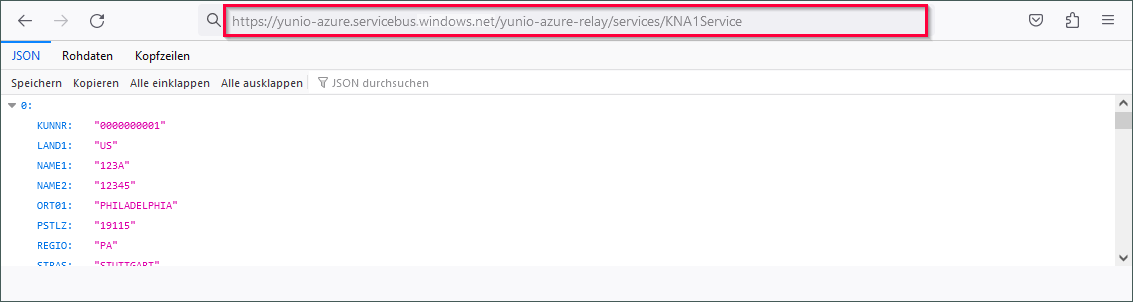 https://yunio-azure.servicebus.windows.net/yunio-azure-relay/services/KNA1Service
JSON Rohdaten Kopfzeilen
Speichern Kopieren Alle einklappen Alle ausklappen JSON durchsuchen
0:
KUNNR: "0000000001"
LAND1: "US"
NAME1: "123A"
NAME2: "12345"
ORT01: "PHILADELPHIA"
PSTLZ: "19115"
REGIO: "PA"
STRAS: "STUTTGART"